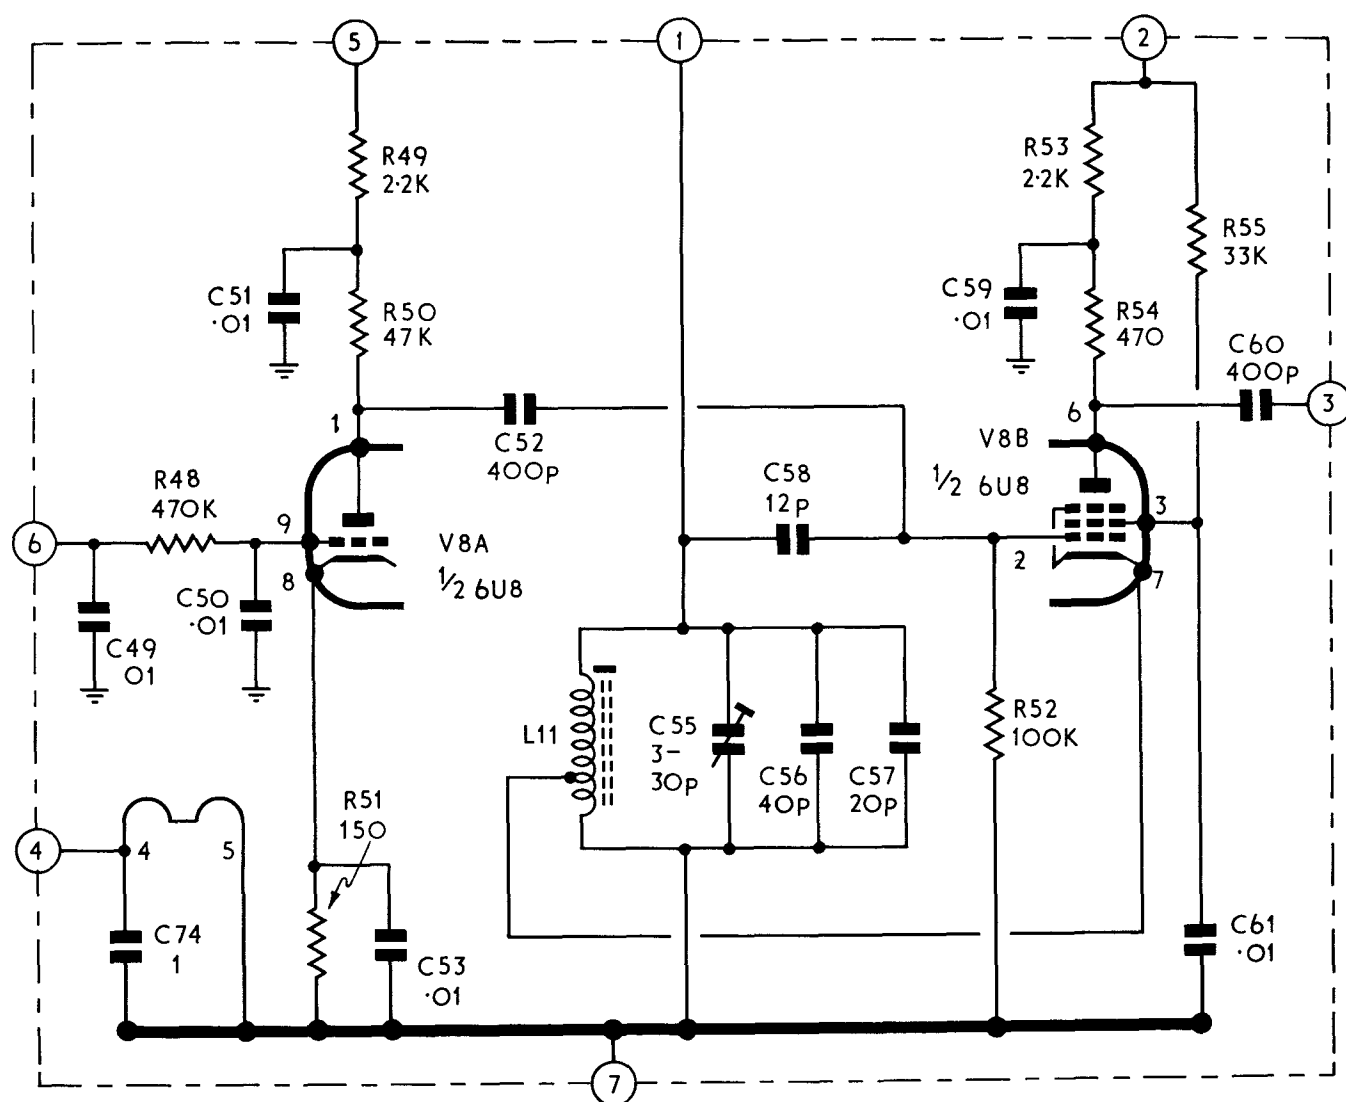 5
1
2
R49
2·2K
R53
2·2K
R55
33K
C51
·01
R50
47K
C59
·01
R54
470
C60
400p
3
1
6
C52
400p
V8B
1/2 6U8
R48
470K
C58
12p
3
6
9
V8A
1/2 6U8
2
8
7
C50
·01
C49
01
L11
C55
3-
30p
C56
40p
C57
20p
R52
100K
R51
150
4
4
5
C74
1
C53
·01
C61
·01
7